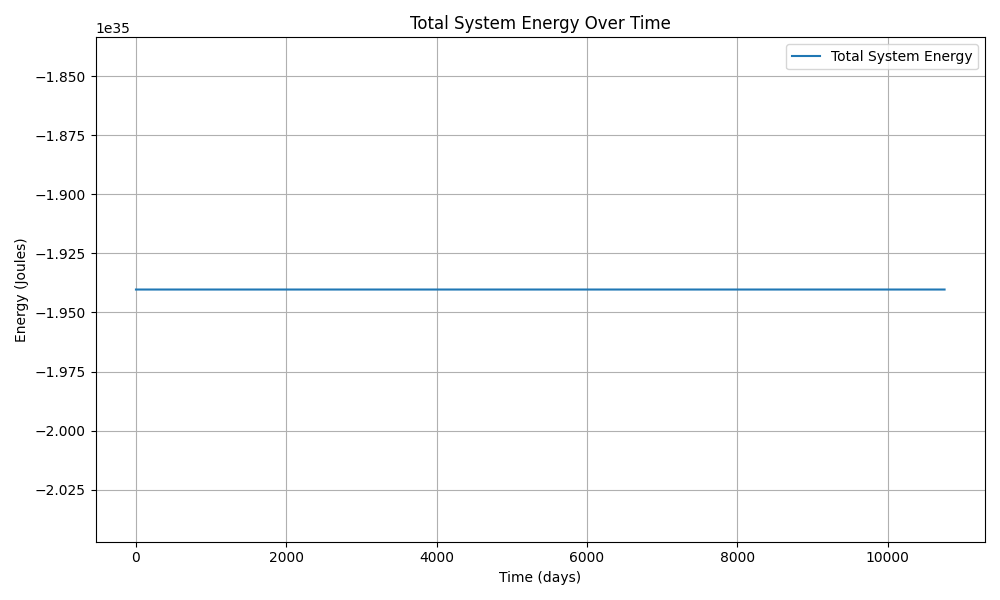 Total System Energy Over Time
1e35
Total System Energy
−1.850
−1.875
−1.900
−1.925
−1.950
−1.975
−2.000
−2.025
Energy (Joules)
0 2000 4000 6000 8000 10000
Time (days)